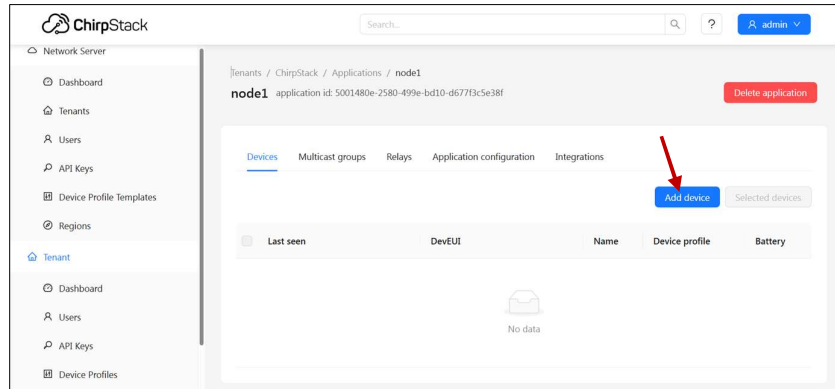 ChirpStack
Search...
?
admin
Network Server
Dashboard
Tenants
Users
API Keys
Device Profile Templates
Regions
Tenant
Dashboard
Users
API Keys
Device Profiles
Tenants / ChirpStack / Applications / node1
node1 application id: 5001480e-2580-499e-bd10-d677f3c5e38f
Delete application
Devices Multicast groups Relays Application configuration Integrations
Add device Selected devices
Last seen DevEUI Name Device profile Battery
No data